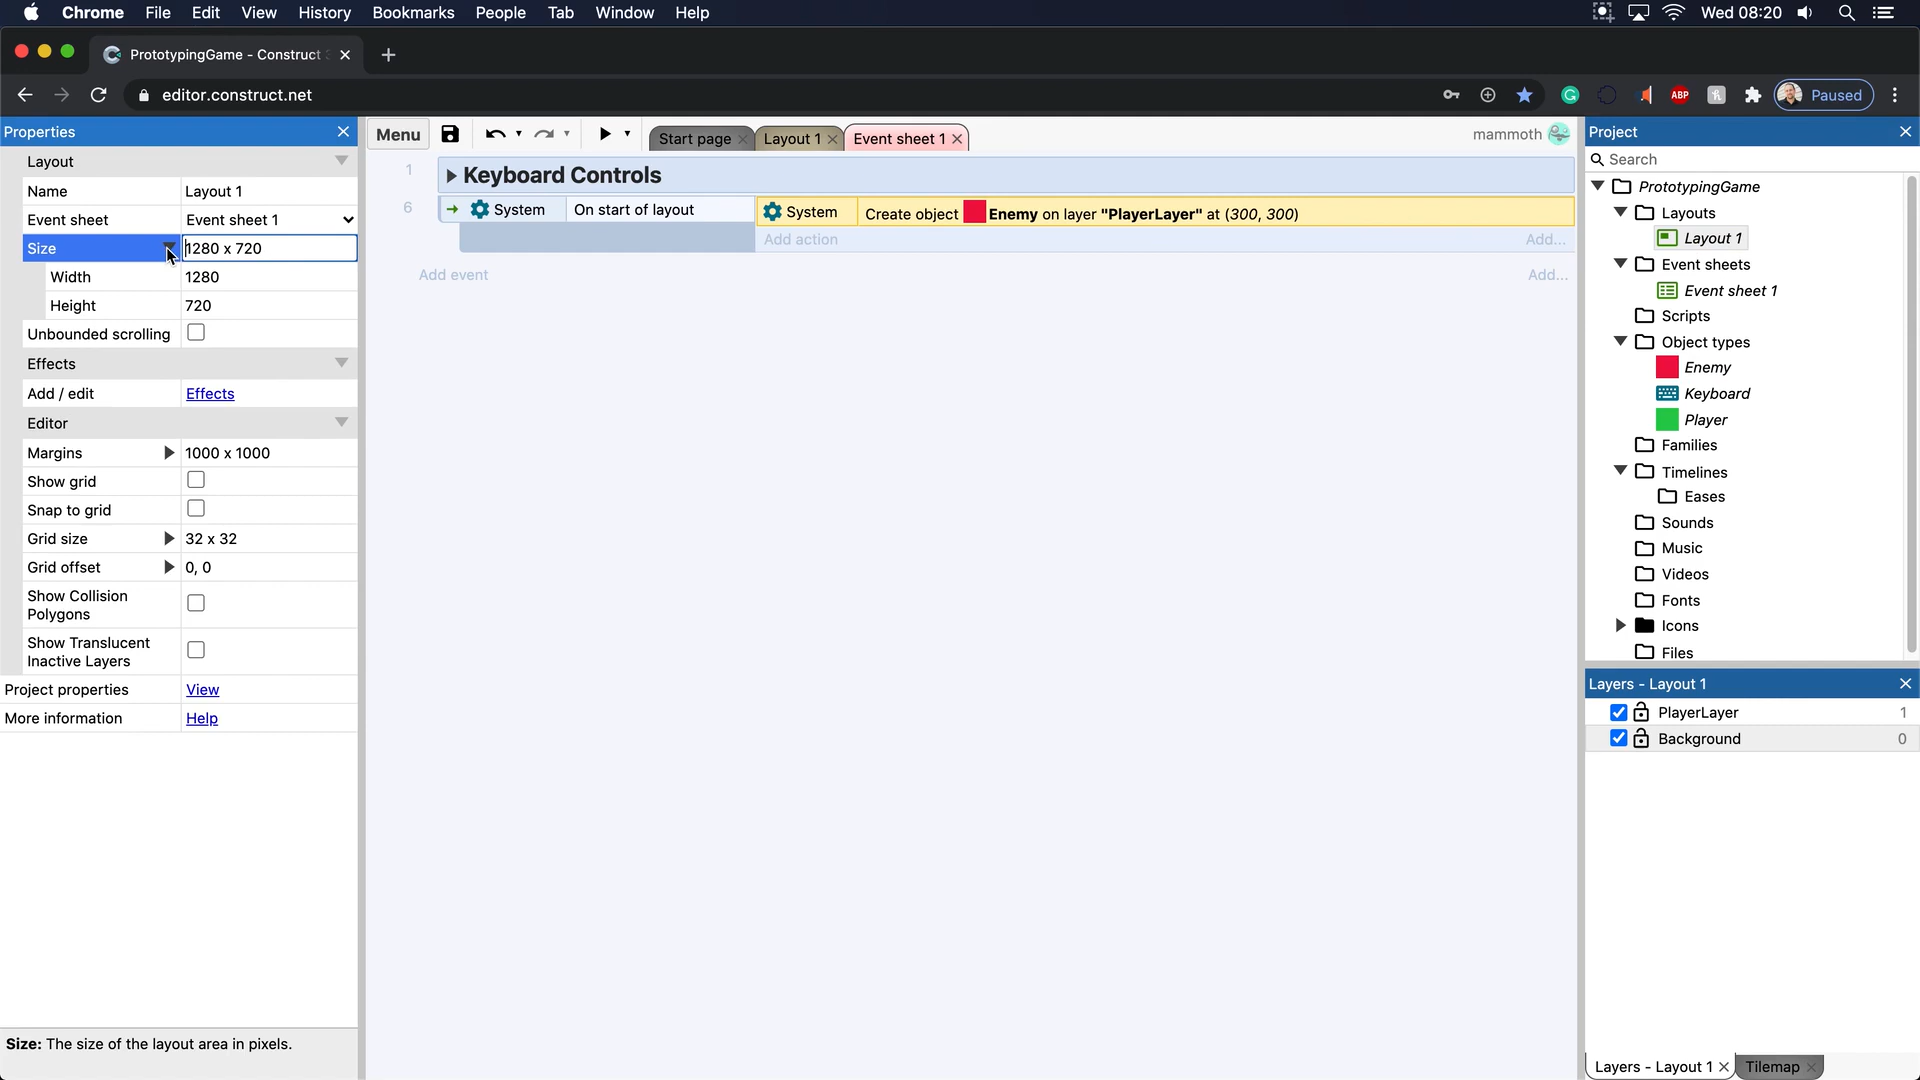 Chrome File Edit View History Bookmarks People Tab Window Help Wed 08:20
PrototypingGame - Construct 3
editor.construct.net ABP Paused
Properties
Layout
Name Layout 1
Event sheet Event sheet 1
Size 1280 x 720
Width 1280
Height 720
Unbounded scrolling
Effects
Add / edit Effects
Editor
Margins 1000 x 1000
Show grid
Snap to grid
Grid size 32 x 32
Grid offset 0, 0
Show Collision
Polygons
Show Translucent
Inactive Layers
Project properties View
More information Help
Size: The size of the layout area in pixels.
Menu Start page Layout 1 Event sheet 1 mammoth
1 Keyboard Controls
6 System On start of layout System Create object Enemy on layer "PlayerLayer" at (300, 300)
Add action Add...
Add event Add...
Project
Search
PrototypingGame
Layouts
Layout 1
Event sheets
Event sheet 1
Scripts
Object types
Enemy
Keyboard
Player
Families
Timelines
Eases
Sounds
Music
Videos
Fonts
Icons
Files
Layers - Layout 1
PlayerLayer 1
Background 0
Layers - Layout 1 Tilemap